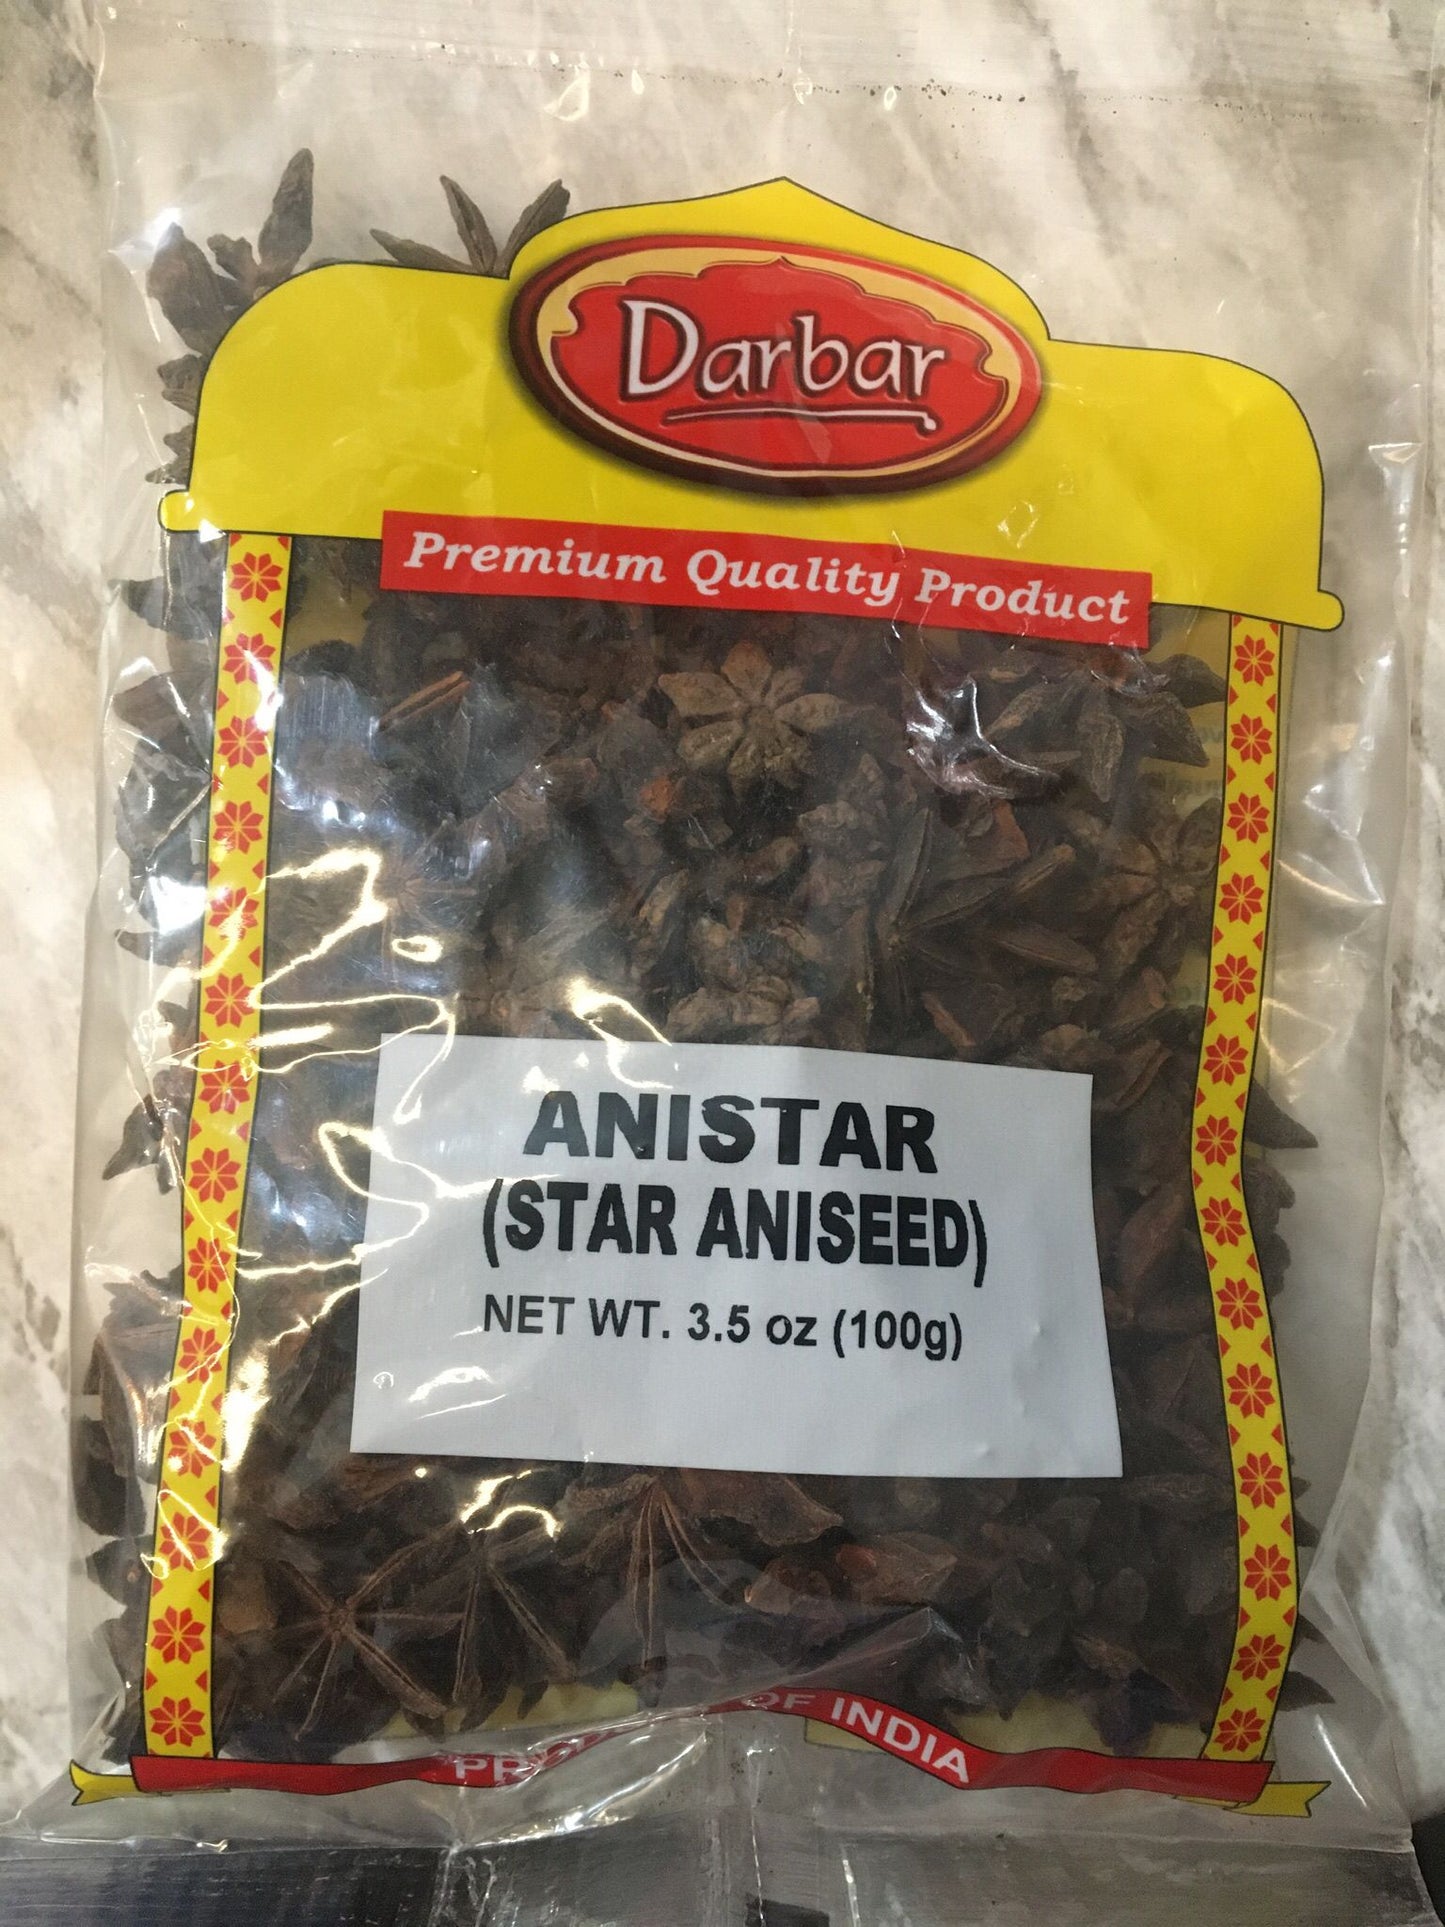 Darbar
Premium Quality Product
ANISTAR
(STAR ANISEED)
NET WT. 3.5 oz (100g)
OF INDIA